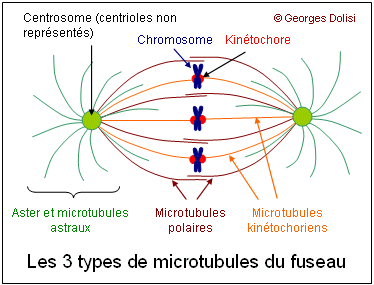 Centrosome (centrioles non
représentés)
© Georges Dolisi
Chromosome
Kinétochore
Aster et microtubules
astraux
Microtubules
polaires
Microtubules
kinétochoriens
Les 3 types de microtubules du fuseau